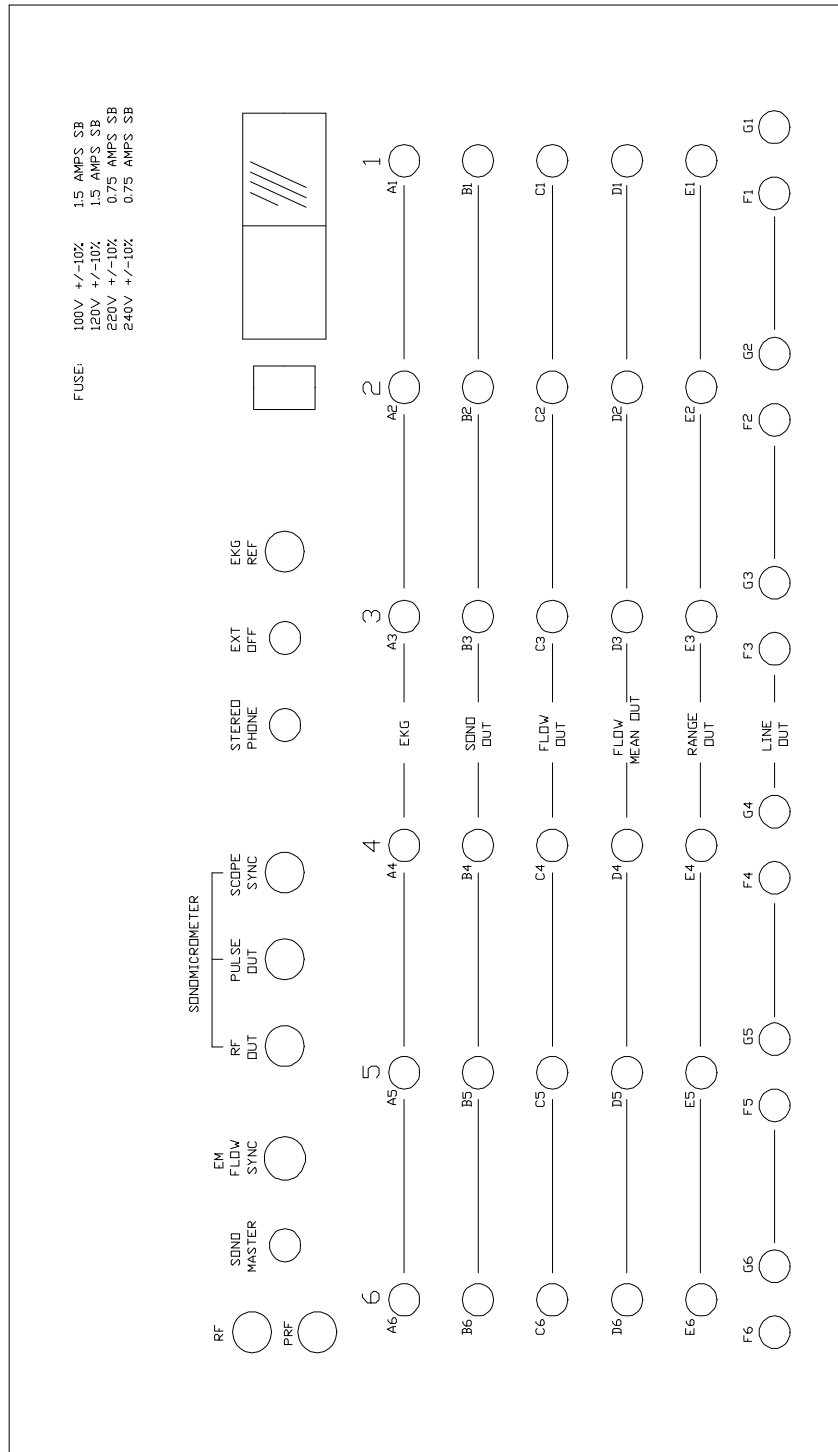 FUSE: 100V +/-10% 1.5 AMPS SB
120V +/-10% 1.5 AMPS SB
220V +/-10% 0.75 AMPS SB
240V +/-10% 0.75 AMPS SB
SONOMICROMETER
RF
PRF
SONO
MASTER
EM
FLOW
SYNC
RF
OUT
PULSE
OUT
SCOPE
SYNC
STEREO
PHONE
EXT
OFF
EKG
REF
6 5 4 3 2 1
A6 A5 A4 EKG A3 A2 A1
B6 B5 B4 SONO
OUT B3 B2 B1
C6 C5 C4 FLOW
OUT C3 C2 C1
D6 D5 D4 FLOW
MEAN OUT D3 D2 D1
E6 E5 E4 RANGE
OUT E3 E2 E1
F6 G6 F5 G5 F4 G4 LINE
OUT F3 G3 F2 G2 F1 G1